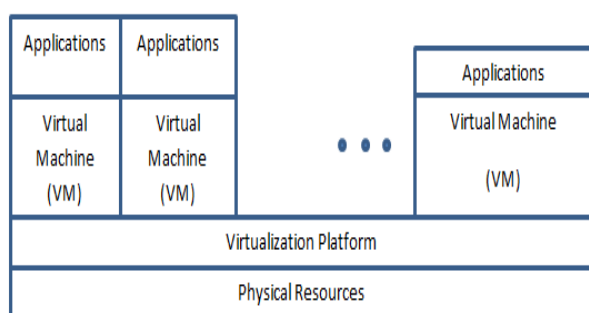 Applications
Applications
Applications
Virtual
Machine
(VM)
Virtual
Machine
(VM)
Virtual Machine
(VM)
Virtualization Platform
Physical Resources